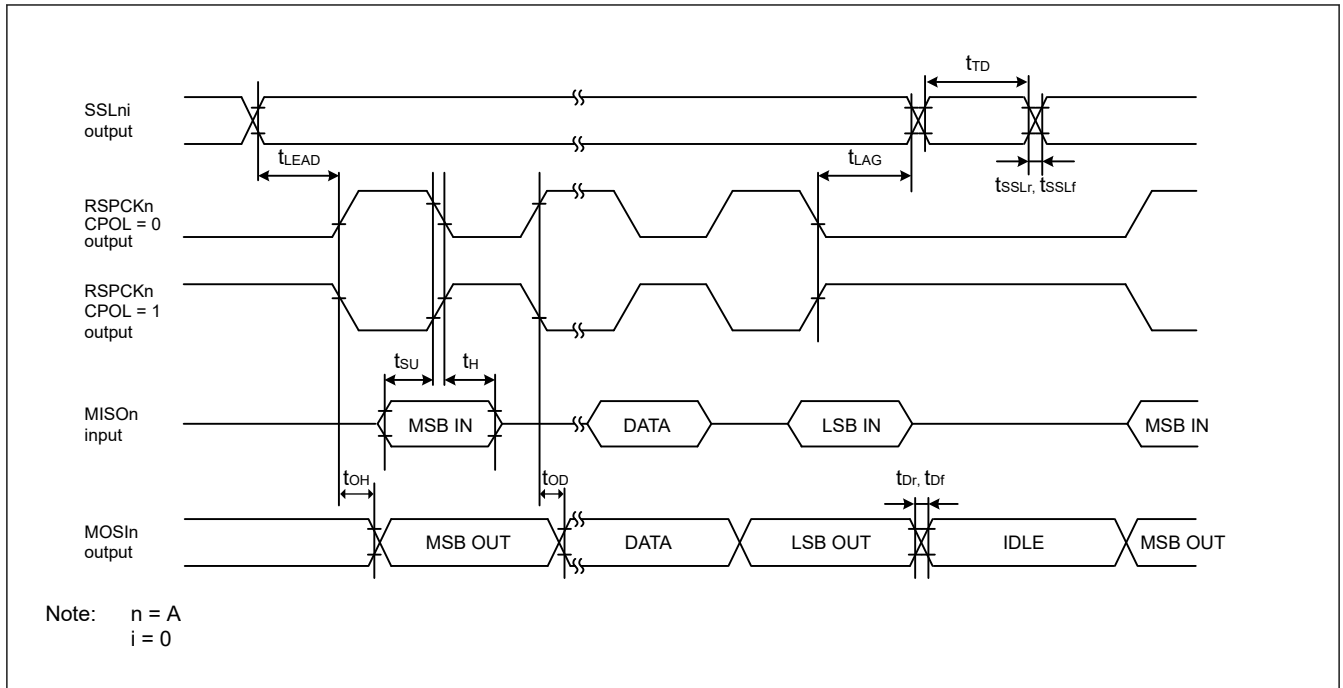 tTD
SSLni
output
tLEAD
tLAG
tSSLr, tSSLf
RSPCKn
CPOL = 0
output
RSPCKn
CPOL = 1
output
tSU
tH
MISOn
input
MSB IN
DATA
LSB IN
MSB IN
tOH
tOD
tDr, tDf
MOSIn
output
MSB OUT
DATA
LSB OUT
IDLE
MSB OUT
Note: n = A
i = 0